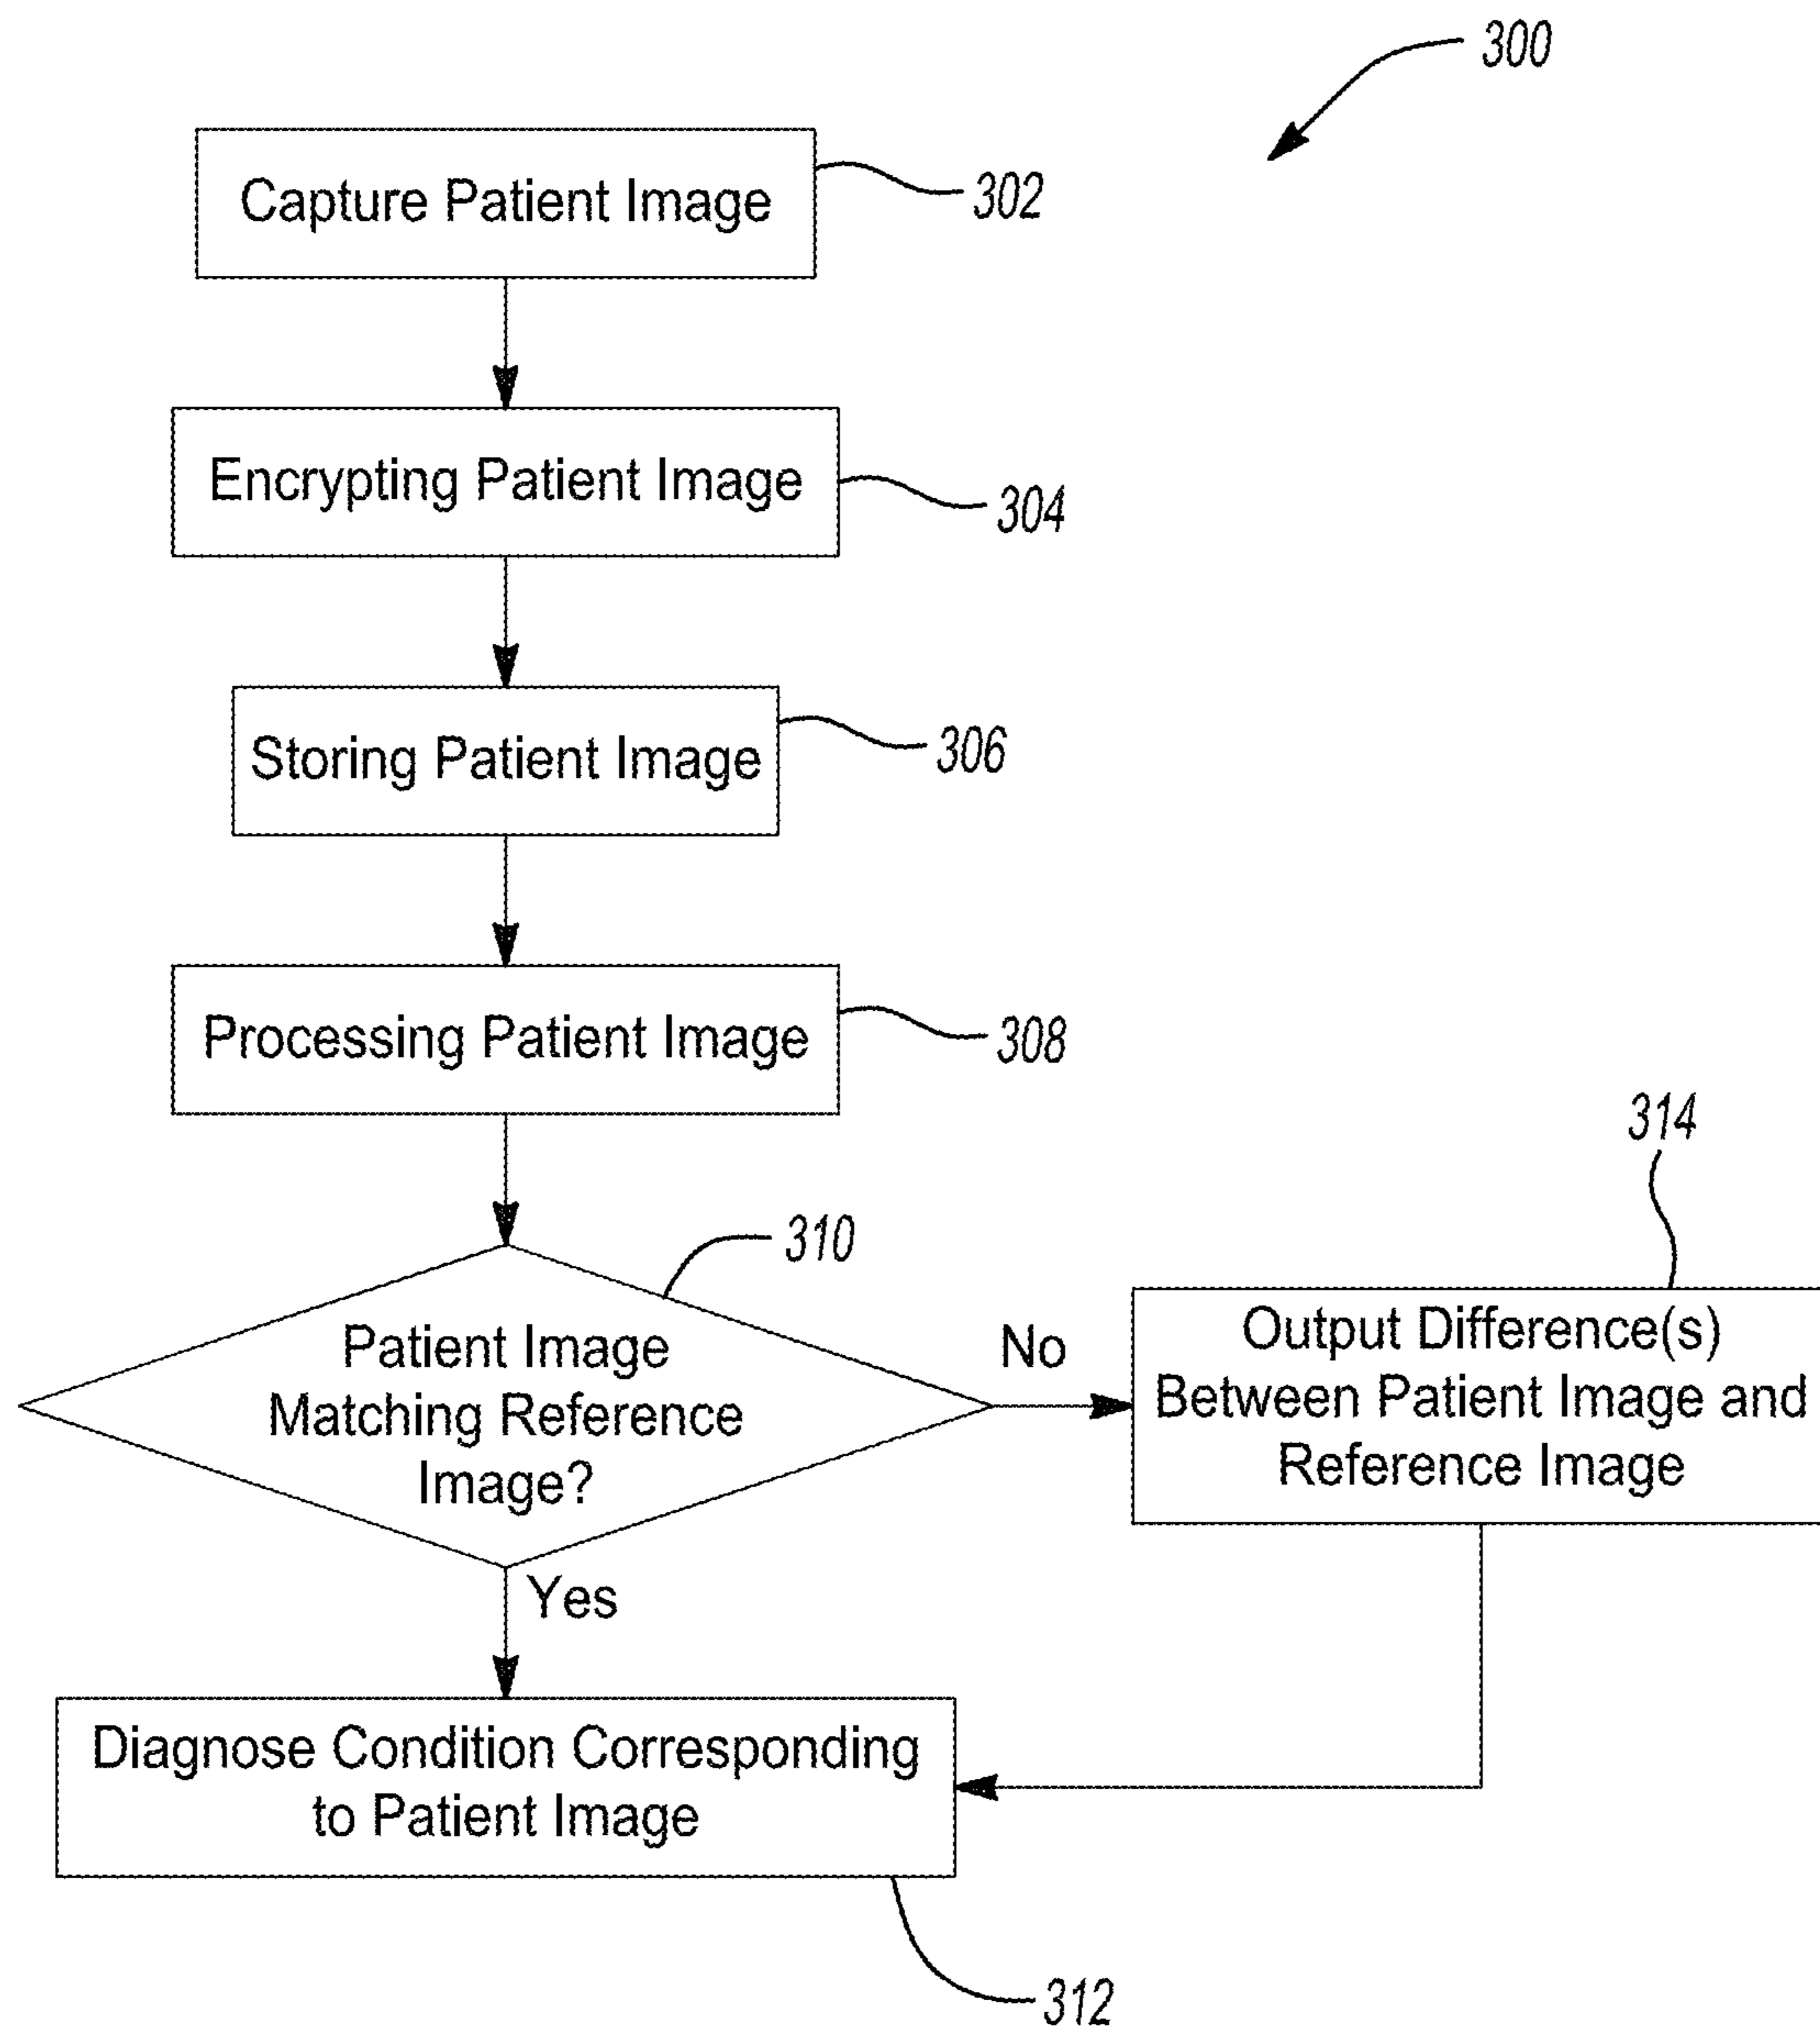 300
Capture Patient Image
302
Encrypting Patient Image
304
Storing Patient Image
306
Processing Patient Image
308
310
Patient Image
Matching Reference
Image?
No
314
Output Difference(s)
Between Patient Image and
Reference Image
Yes
Diagnose Condition Corresponding
to Patient Image
312